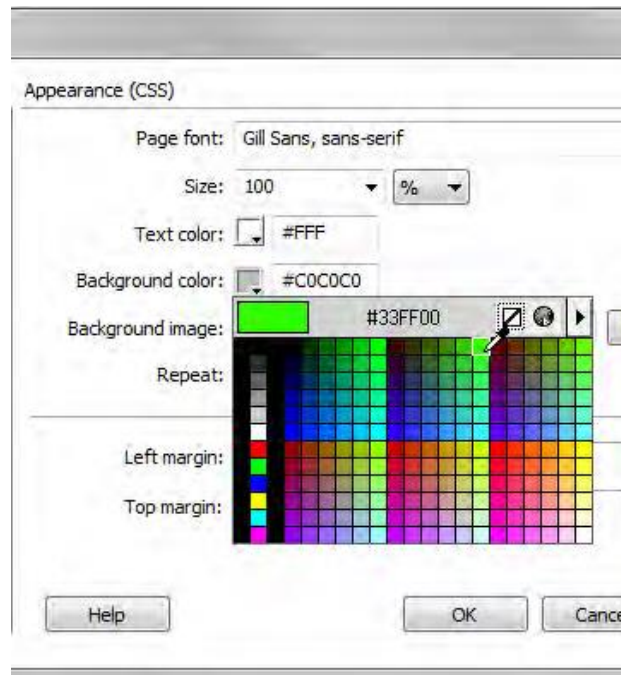 Appearance (CSS)
Page font: Gill Sans, sans-serif
Size: 100 %
Text color: #FFF
Background color: #C0C0C0
#33FF00
Background image:
Repeat:
Left margin:
Top margin:
Help OK Cance